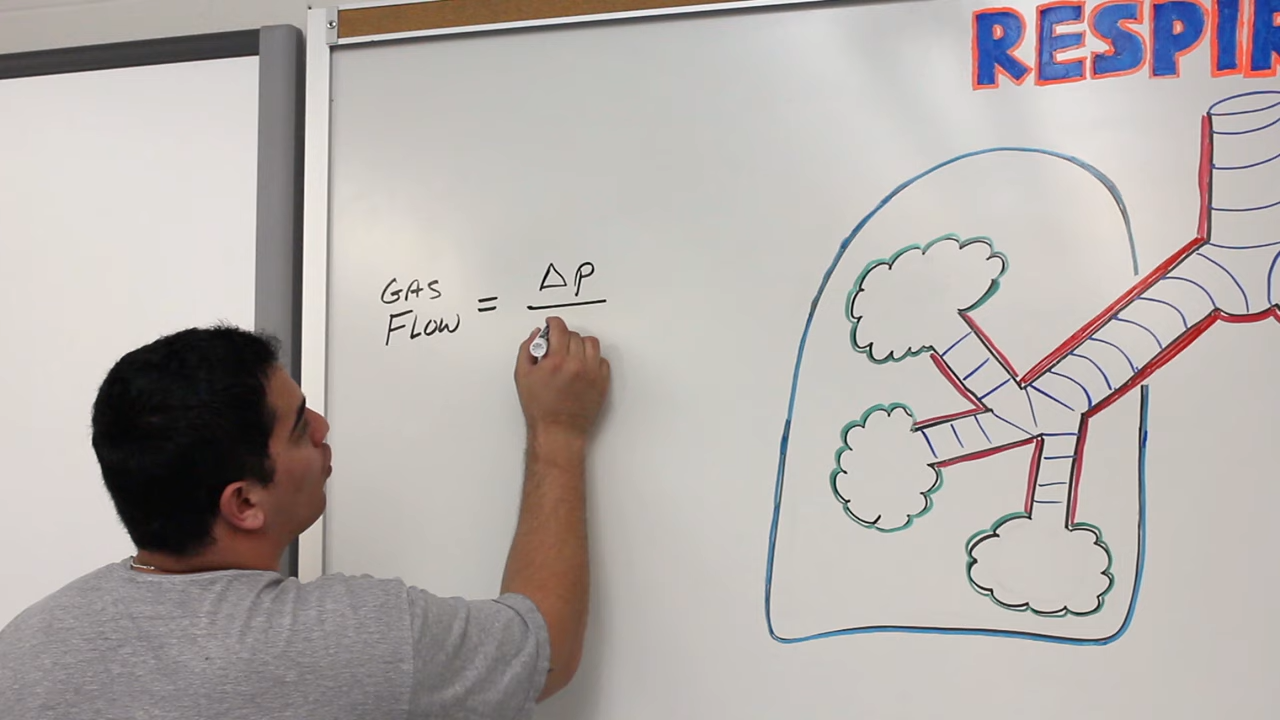 RESPIR
GAS
FLOW = ΔP